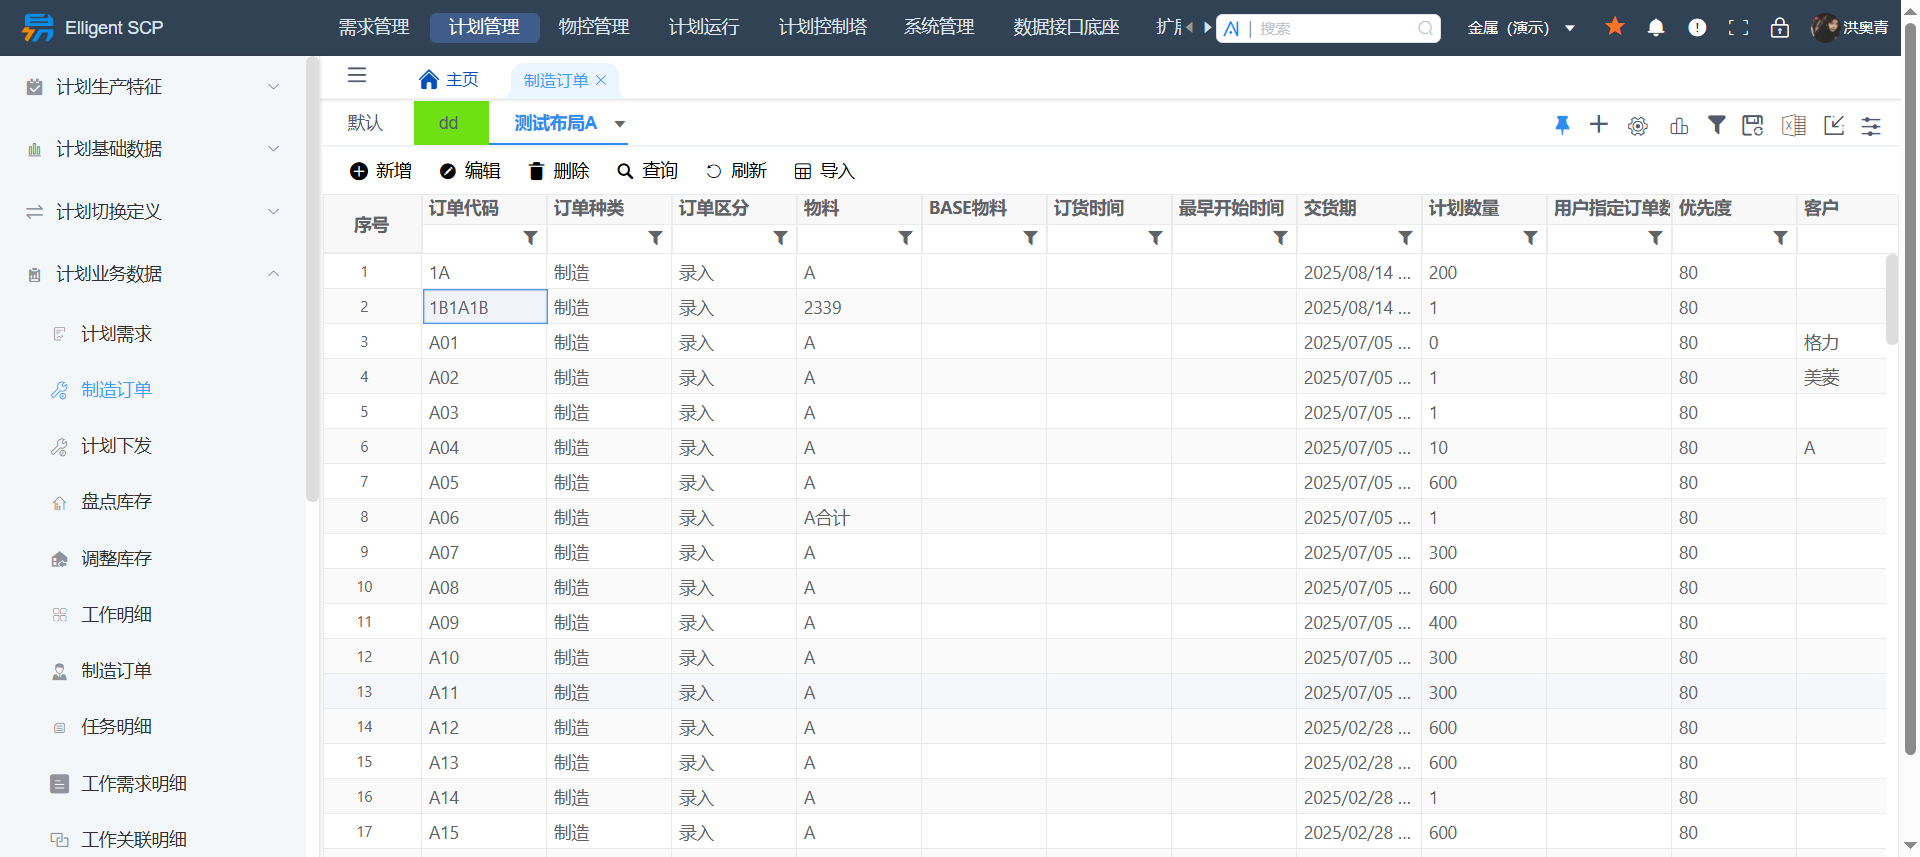 Elligent SCP 需求管理 计划管理 物控管理 计划运行 计划控制塔 系统管理 数据接口底座 搜索 金属 (演示) 洪奥青
计划生产特征
计划基础数据
计划切换定义
计划业务数据
计划需求
制造订单
计划下发
盘点库存
调整库存
工作明细
制造订单
任务明细
工作需求明细
工作关联明细
主页 制造订单
默认 dd 测试布局A
新增 编辑 删除 查询 刷新 导入
序号 订单代码 订单种类 订单区分 物料 BASE物料 订货时间 最早开始时间 交货期 计划数量 用户指定订单数 优先度 客户
1 1A 制造 录入 A 2025/08/14 ... 200 80
2 1B1A1B 制造 录入 2339 2025/08/14 ... 1 80
3 A01 制造 录入 A 2025/07/05 ... 0 80 格力
4 A02 制造 录入 A 2025/07/05 ... 1 80 美菱
5 A03 制造 录入 A 2025/07/05 ... 1 80
6 A04 制造 录入 A 2025/07/05 ... 10 80 A
7 A05 制造 录入 A 2025/07/05 ... 600 80
8 A06 制造 录入 A合计 2025/07/05 ... 1 80
9 A07 制造 录入 A 2025/07/05 ... 300 80
10 A08 制造 录入 A 2025/07/05 ... 600 80
11 A09 制造 录入 A 2025/07/05 ... 400 80
12 A10 制造 录入 A 2025/07/05 ... 300 80
13 A11 制造 录入 A 2025/07/05 ... 300 80
14 A12 制造 录入 A 2025/02/28 ... 600 80
15 A13 制造 录入 A 2025/02/28 ... 600 80
16 A14 制造 录入 A 2025/02/28 ... 1 80
17 A15 制造 录入 A 2025/02/28 ... 600 80